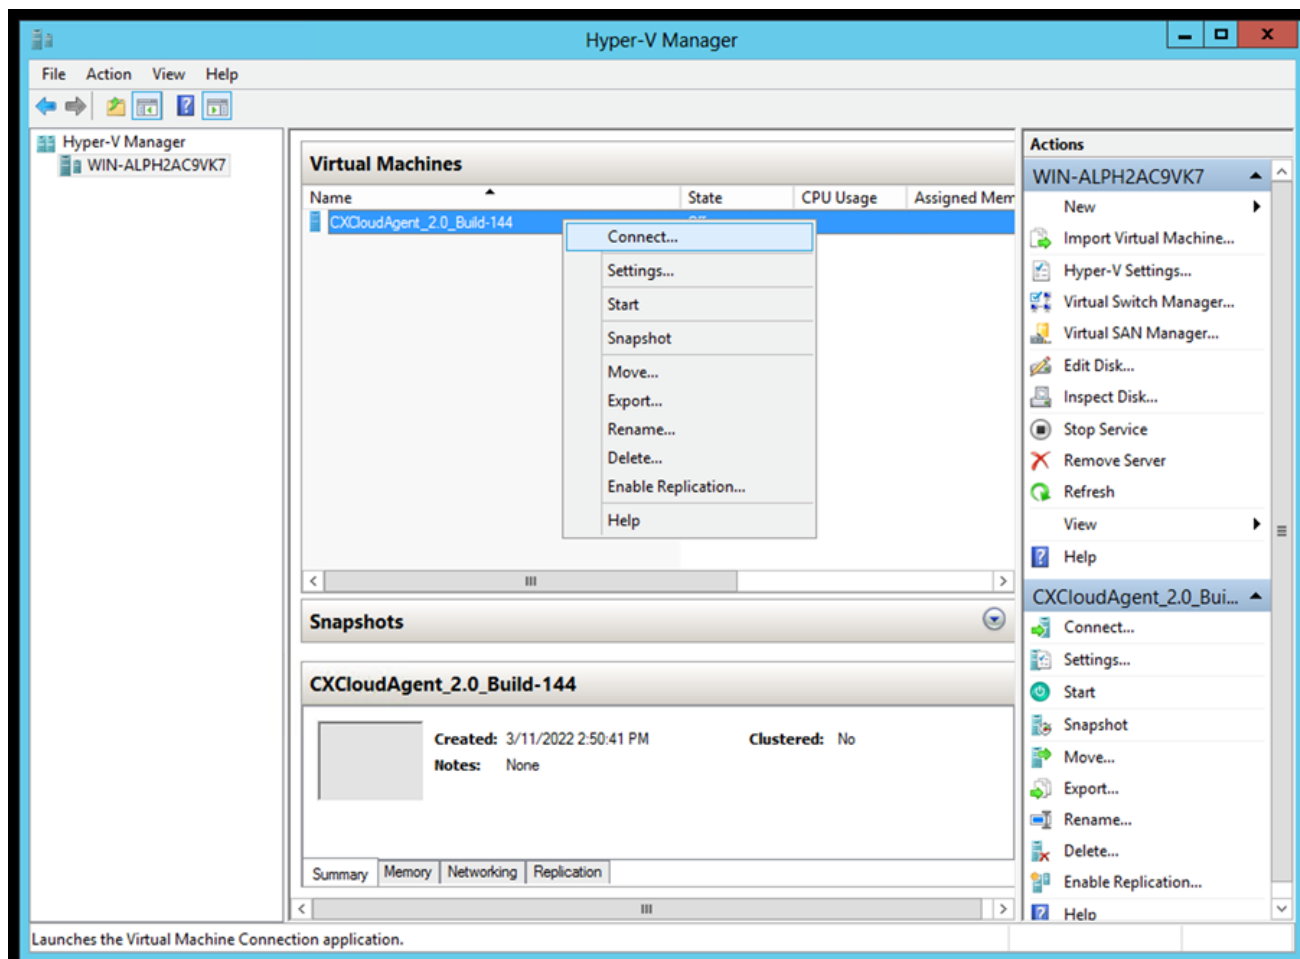 Hyper-V Manager
File Action View Help
Hyper-V Manager
WIN-ALPH2AC9VK7
Virtual Machines
Name State CPU Usage Assigned Mem
CXCloudAgent_2.0_Build-144
Connect...
Settings...
Start
Snapshot
Move...
Export...
Rename...
Delete...
Enable Replication...
Help
Snapshots
CXCloudAgent_2.0_Build-144
Created: 3/11/2022 2:50:41 PM Clustered: No
Notes: None
Summary Memory Networking Replication
Actions
WIN-ALPH2AC9VK7
New
Import Virtual Machine...
Hyper-V Settings...
Virtual Switch Manager...
Virtual SAN Manager...
Edit Disk...
Inspect Disk...
Stop Service
Remove Server
Refresh
View
Help
CXCloudAgent_2.0_Bui...
Connect...
Settings...
Start
Snapshot
Move...
Export...
Rename...
Delete...
Enable Replication...
Help
Launches the Virtual Machine Connection application.